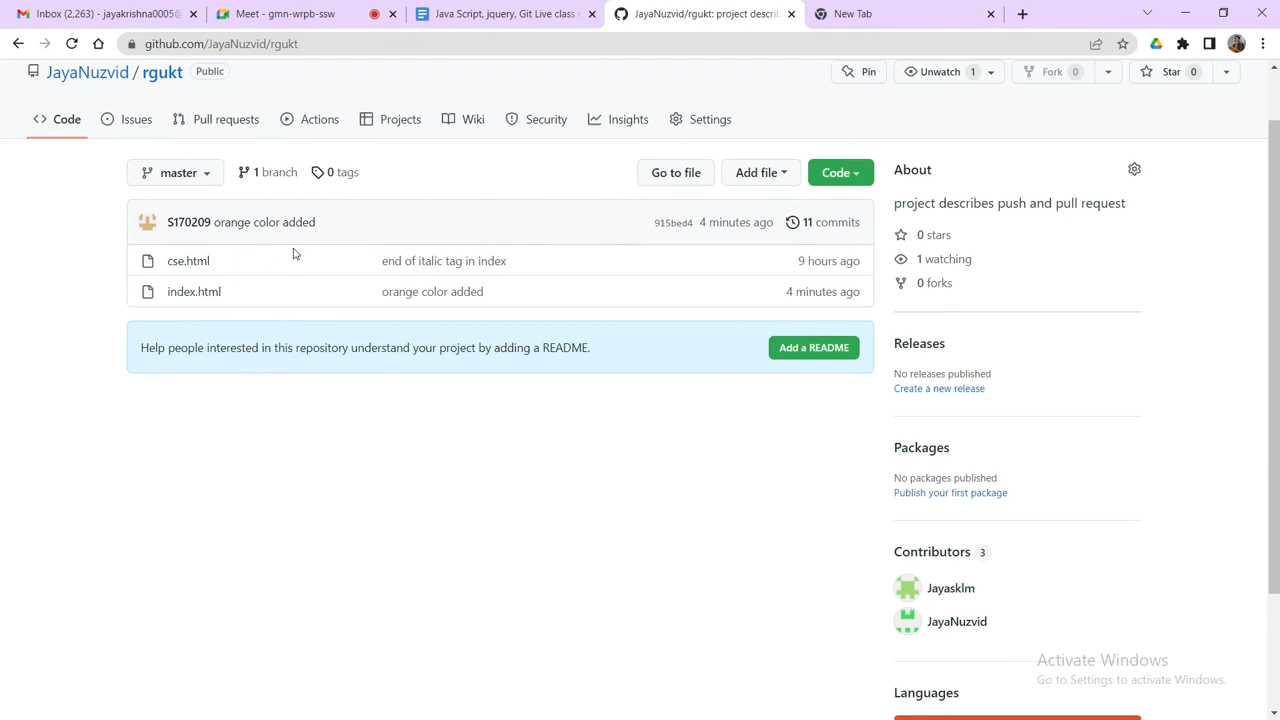 Inbox (2,263) - jayakrishna0005@
Meet - gmn-wrpb-ssw
Java Script, jquery, Git Live class
JayaNuzvid/rgukt: project descri
New Tab
github.com/JayaNuzvid/rgukt
JayaNuzvid / rgukt Public
Pin
Unwatch 1
Fork 0
Star 0
Code
Issues
Pull requests
Actions
Projects
Wiki
Security
Insights
Settings
master
1 branch
0 tags
Go to file
Add file
Code
S170209 orange color added
915bed4 4 minutes ago
11 commits
cse.html end of italic tag in index 9 hours ago
index.html orange color added 4 minutes ago
Help people interested in this repository understand your project by adding a README.
Add a README
About
project describes push and pull request
0 stars
1 watching
0 forks
Releases
No releases published
Create a new release
Packages
No packages published
Publish your first package
Contributors 3
Jayasklm
JayaNuzvid
Activate Windows
Go to Settings to activate Windows.
Languages